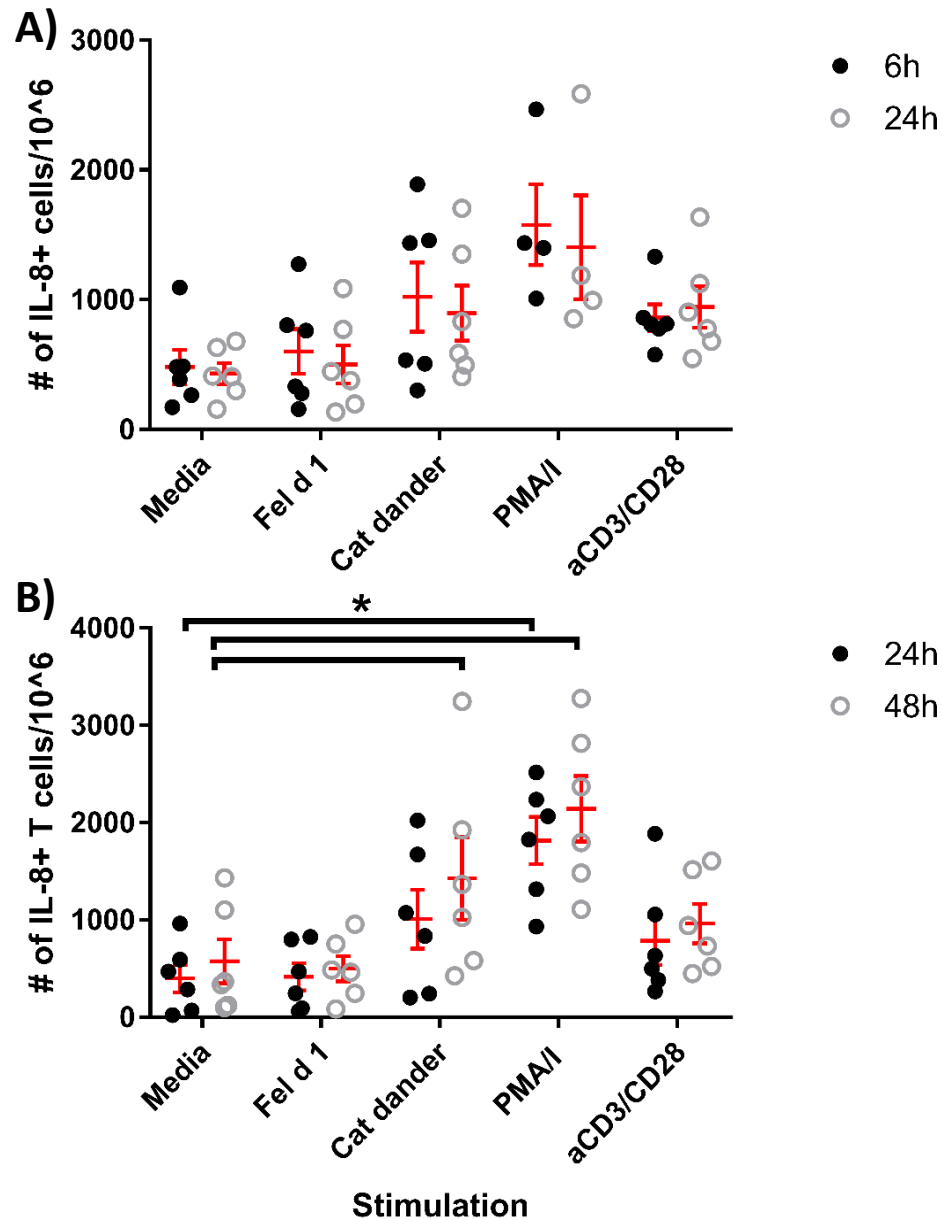 A)
# of IL-8+ cells/10^6
3000
2000
1000
0
6h
24h
Media
Fel d 1
Cat dander
PMA/I
aCD3/CD28
B)
# of IL-8+ T cells/10^6
4000
3000
2000
1000
0
*
24h
48h
Media
Fel d 1
Cat dander
PMA/I
aCD3/CD28
Stimulation